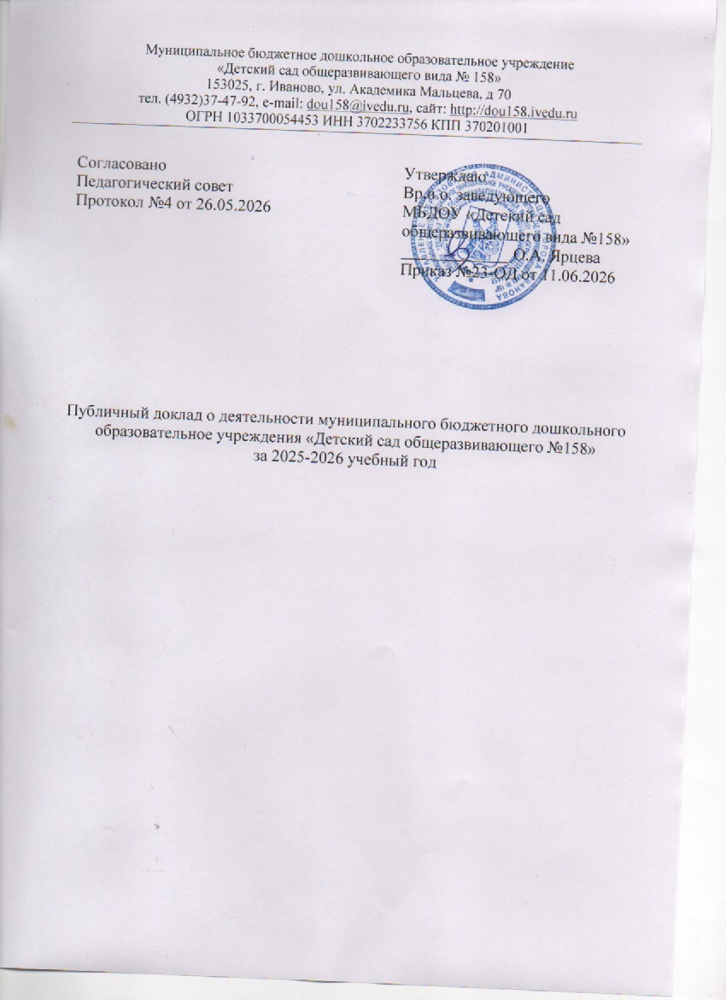 Муниципальное бюджетное дошкольное образовательное учреждение
«Детский сад общеразвивающего вида № 158»
153025, г. Иваново, ул. Академика Мальцева, д 70
тел. (4932)37-47-92, e-mail: dou158@ivedu.ru, сайт: http://dou158.ivedu.ru
ОГРН 1033700054453 ИНН 3702233756 КПП 370201001
Согласовано
Педагогический совет
Протокол №4 от 26.05.2026
Утверждаю
Вр.и.о. заведующего
МБДОУ «Детский сад
общеразвивающего вида №158»
О.А. Ярцева
Приказ №23-ОД от 11.06.2026
Публичный доклад о деятельности муниципального бюджетного дошкольного
образовательное учреждения «Детский сад общеразвивающего №158»
за 2025-2026 учебный год